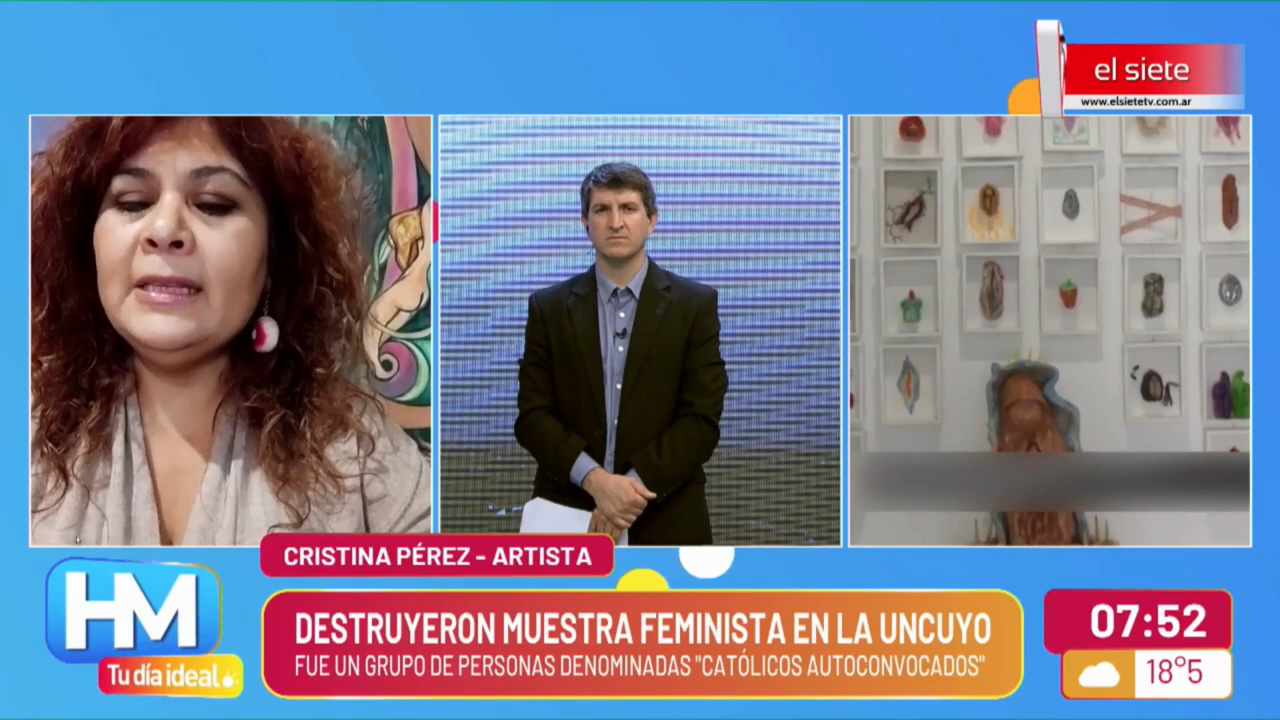 el siete
www.elsietetv.com.ar
CRISTINA PÉREZ - ARTISTA
HM
Tu día ideal
DESTRUYERON MUESTRA FEMINISTA EN LA UNCUYO
FUE UN GRUPO DE PERSONAS DENOMINADAS "CATÓLICOS AUTOCONVOCADOS"
07:52
18°5